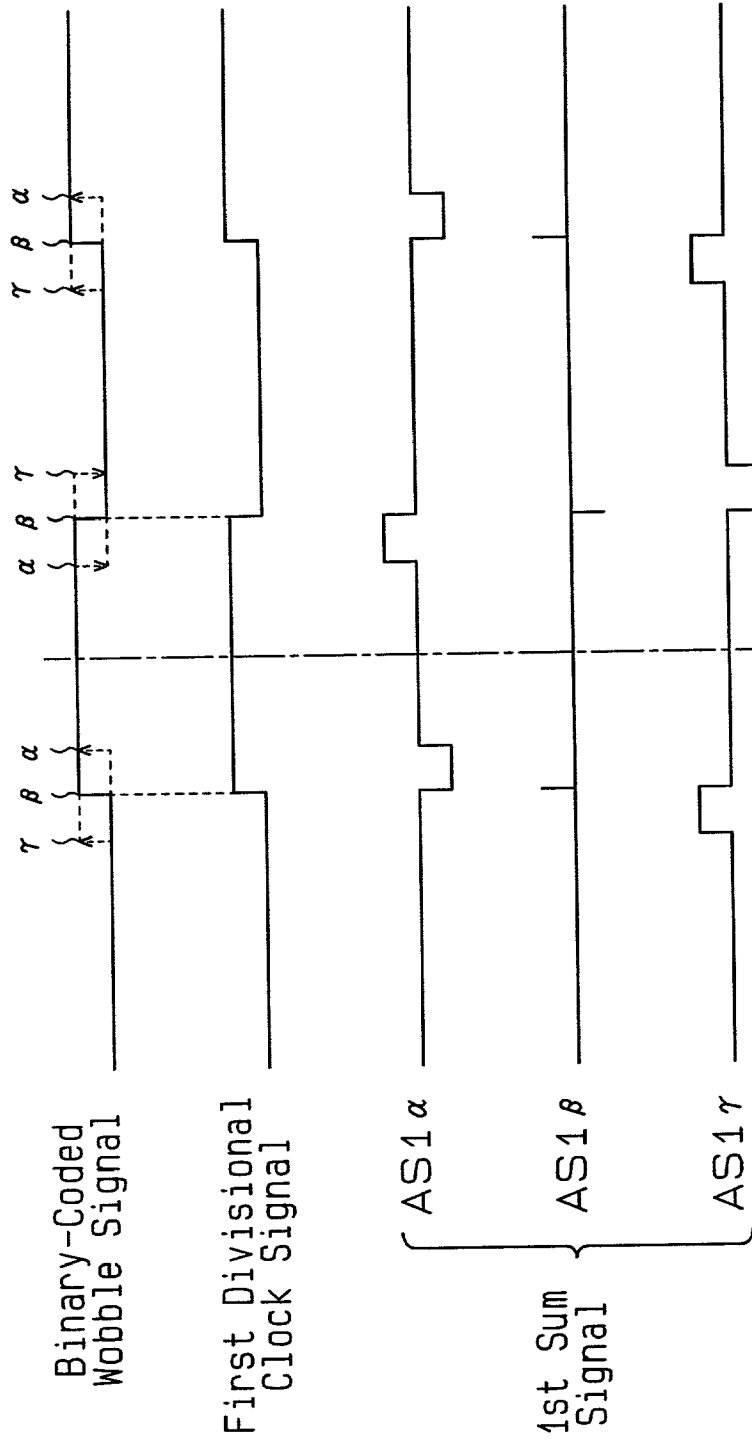 γ β α α β γ γ β α
Binary-Coded
Wobble Signal
First Divisional
Clock Signal
1st Sum
Signal
AS1α
AS1β
AS1γ